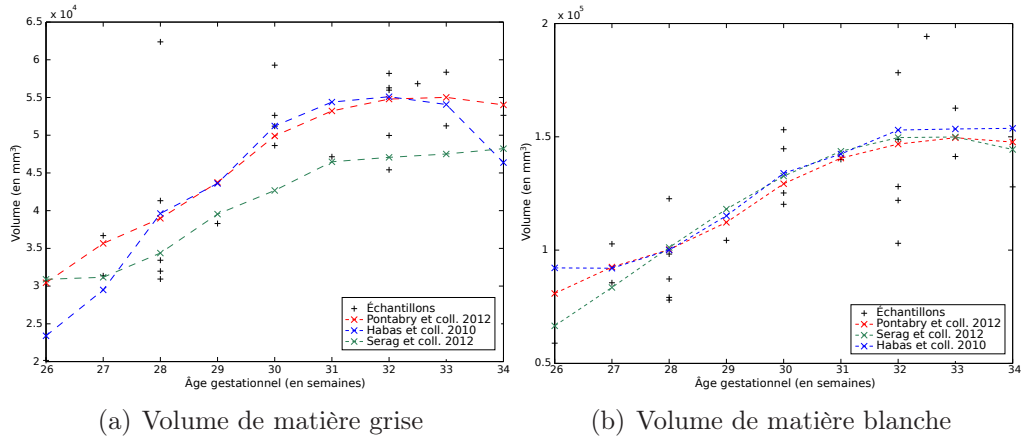 x 10⁴
6.5
6
5.5
5
4.5
4
3.5
3
2.5
2
Volume (en mm³)
26 27 28 29 30 31 32 33 34
Âge gestationnel (en semaines)
Échantillons
Pontabry et coll. 2012
Habas et coll. 2010
Serag et coll. 2012
(a) Volume de matière grise
x 10⁵
2
1.5
1
0.5
Volume (en mm³)
26 27 28 29 30 31 32 33 34
Âge gestationnel (en semaines)
Échantillons
Pontabry et coll. 2012
Serag et coll. 2012
Habas et coll. 2010
(b) Volume de matière blanche